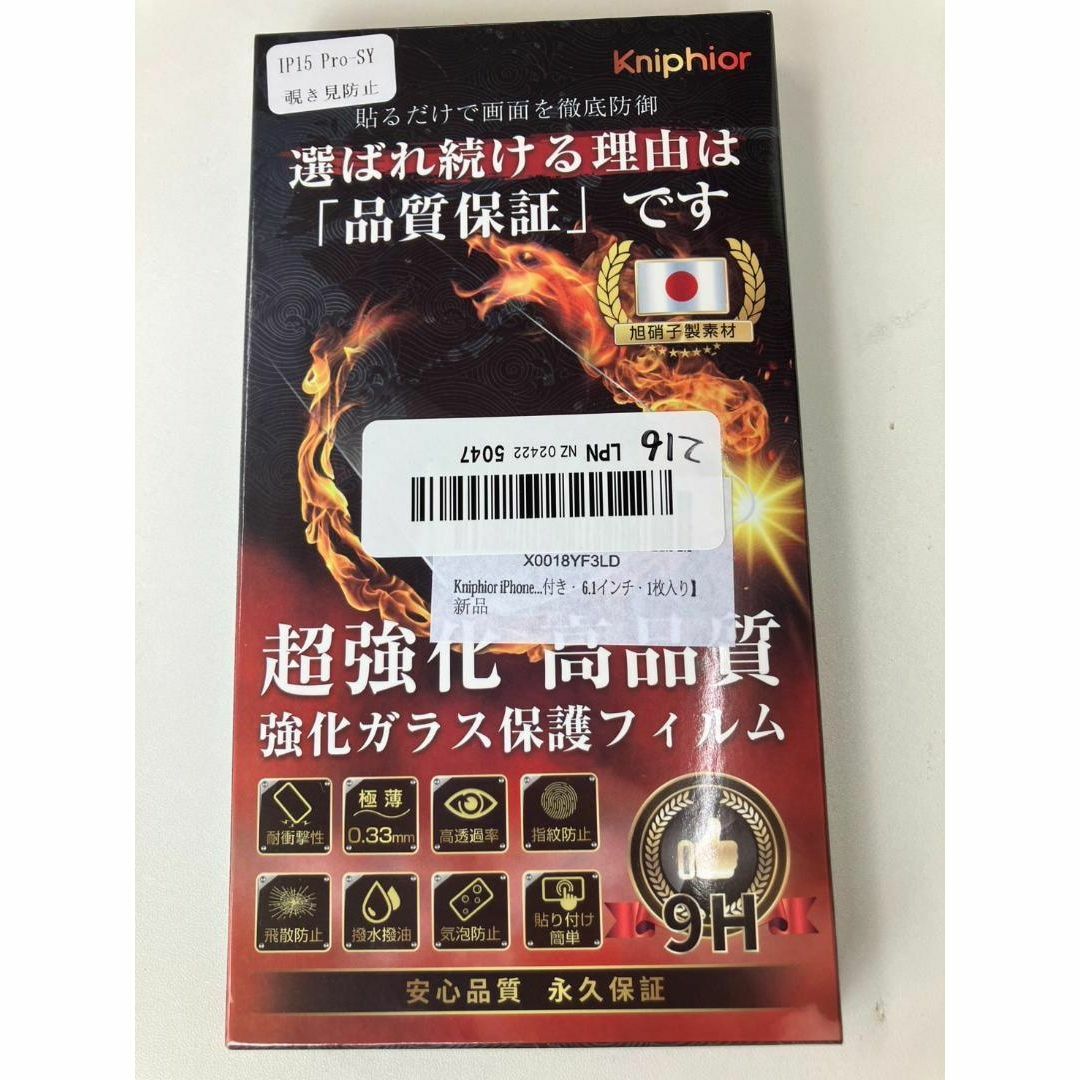 IP15 Pro-SY
覗き見防止
Kniphior
貼るだけで画面を徹底防御
選ばれ続ける理由は
「品質保証」です
旭硝子製素材
216 LPN NZ 02422 5047
X0018YF3LD
Kniphior iPhone...付き・6.1インチ・1枚入り】
新品
超強化 高品質
強化ガラス保護フィルム
耐衝撃性
極薄
0.33mm
高透過率
指紋防止
飛散防止
撥水撥油
気泡防止
貼り付け
簡単
9H
安心品質 永久保証